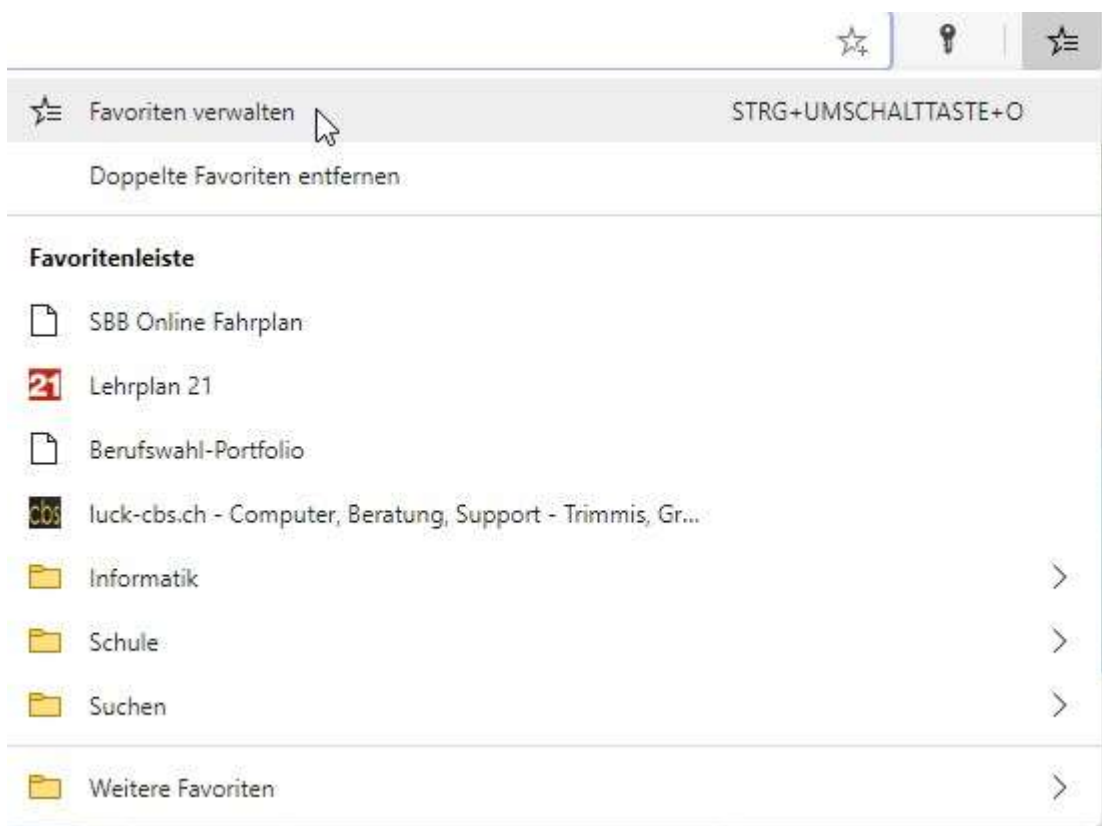 Favoriten verwalten STRG+UMSCHALTTASTE+O
Doppelte Favoriten entfernen
Favoritenleiste
SBB Online Fahrplan
21 Lehrplan 21
Berufswahl-Portfolio
cbs luck-cbs.ch - Computer, Beratung, Support - Trimmis, Gr...
Informatik
Schule
Suchen
Weitere Favoriten